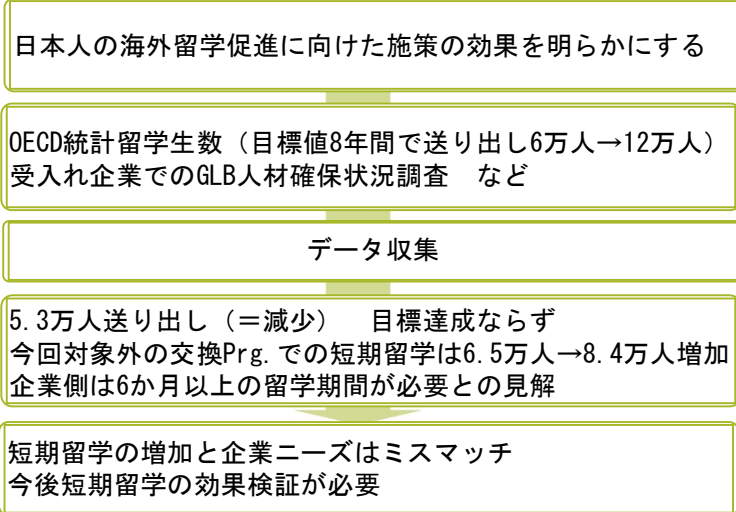 日本人の海外留学促進に向けた施策の効果を明らかにする
OECD統計留学生数（目標値8年間で送り出し6万人→12万人）
受入れ企業でのGLB人材確保状況調査　など
データ収集
5.3万人送り出し（＝減少）　目標達成ならず
今回対象外の交換Prg.での短期留学は6.5万人→8.4万人増加
企業側は6か月以上の留学期間が必要との見解
短期留学の増加と企業ニーズはミスマッチ
今後短期留学の効果検証が必要